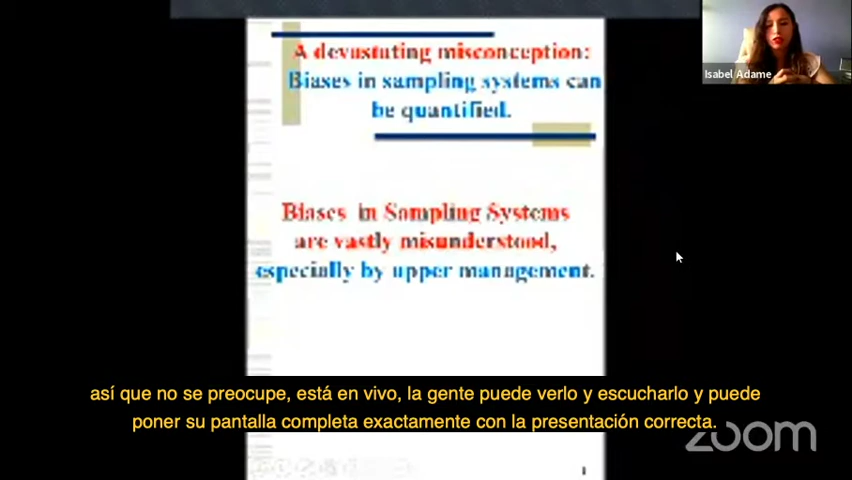 A devastating misconception:
Biases in sampling systems can
be quantified.
Isabel Adame
Biases in Sampling Systems
are vastly misunderstood,
especially by upper management.
así que no se preocupe, está en vivo, la gente puede verlo y escucharlo y puede
poner su pantalla completa exactamente con la presentación correcta.
zoom